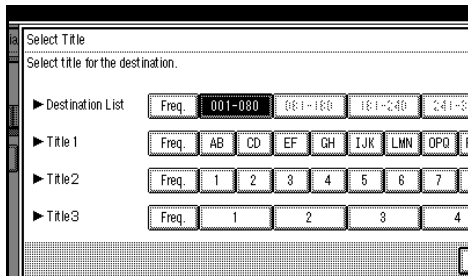 Select Title
Select title for the destination.
►Destination List Freq. 001-080 081-160 161-240
►Title 1 Freq. AB CD EF GH IJK LMN OPQ
►Title2 Freq. 1 2 3 4 5 6 7
►Title3 Freq. 1 2 3 4